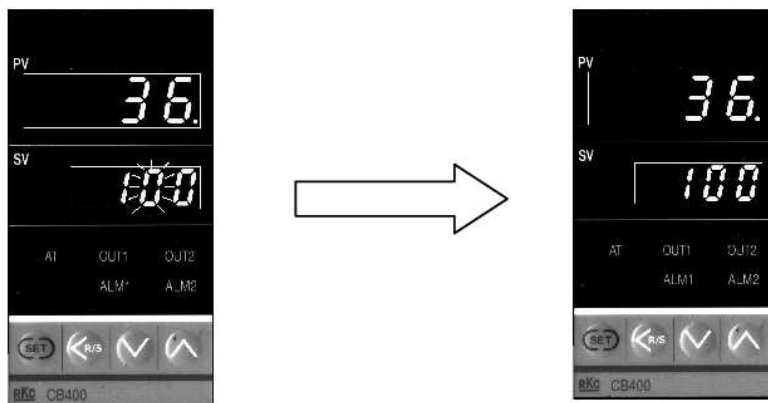 PV
36.
SV
100
AT OUT1 OUT2
ALM1 ALM2
SET R/S
RKC CB400
PV
36.
SV
100
AT OUT1 OUT2
ALM1 ALM2
SET R/S
RKC CB400